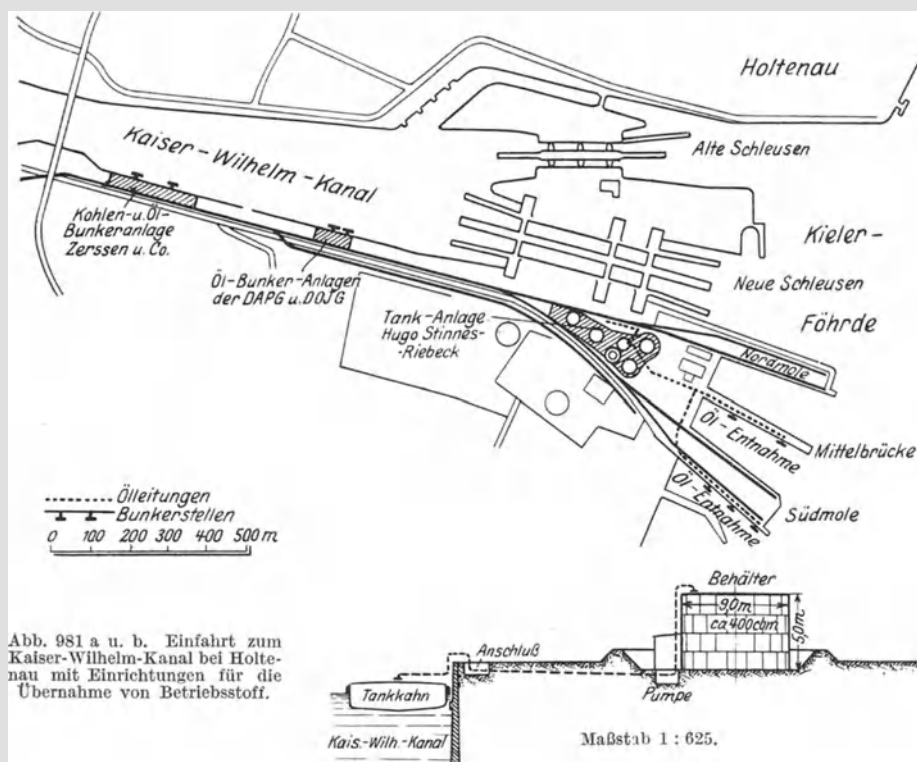 Holtenau
Kaiser-Wilhelm-Kanal
Alte Schleusen
Kohlen-u.Öl-
Bunkeranlage
Zerssen u. Co.
Kieler-
Öl-Bunker-Anlagen
der DAPG u. DOJG
Neue Schleusen
Tank-Anlage
Hugo Stinnes-
-Riebeck
Föhrde
Nordmole
Öl-Entnahme
Mittelbrücke
Öl-Entnahme
Südmole
Ölleitungen
Bunkerstellen
0 100 200 300 400 500 m
Behälter
9,0m
ca 400 cbm
5,0m
Abb. 981 a u. b. Einfahrt zum
Kaiser-Wilhelm-Kanal bei Holte-
nau mit Einrichtungen für die
Übernahme von Betriebsstoff.
Anschluß
Tankkahn
Pumpe
Kais.-Wilh.-Kanal
Maßstab 1 : 625.